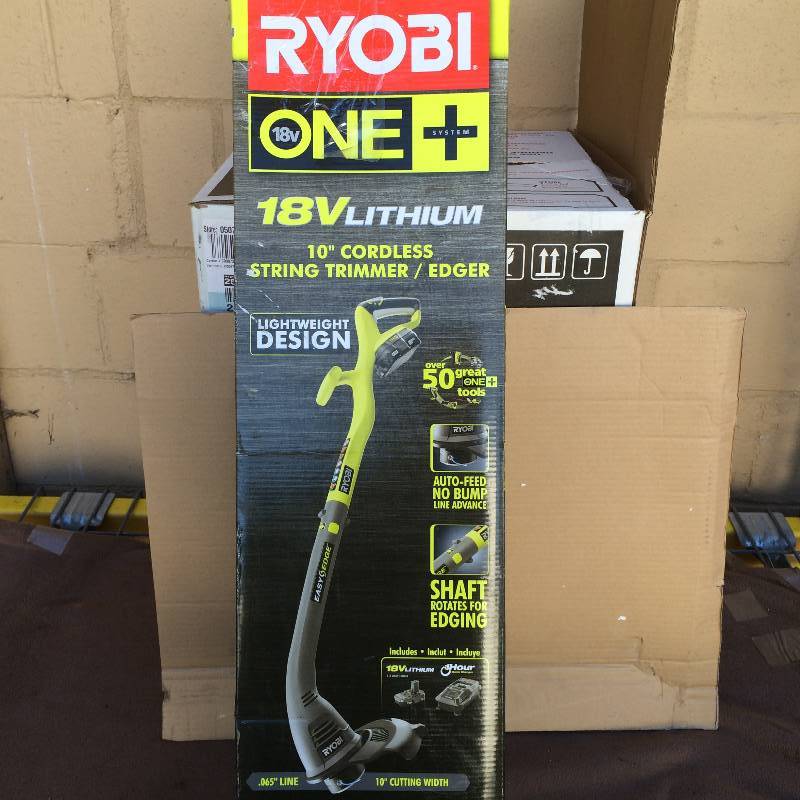 RYOBI
18V ONE + SYSTEM
18V LITHIUM
10" CORDLESS
STRING TRIMMER / EDGER
LIGHTWEIGHT
DESIGN
over
50 great
ONE+
tools
RYOBI
AUTO-FEED
NO BUMP
LINE ADVANCE
RYOBI
EASY EDGE
SHAFT
ROTATES FOR
EDGING
Includes • Inclut • Incluye
18V LITHIUM
1Hour
RYOBI
.065" LINE
10" CUTTING WIDTH